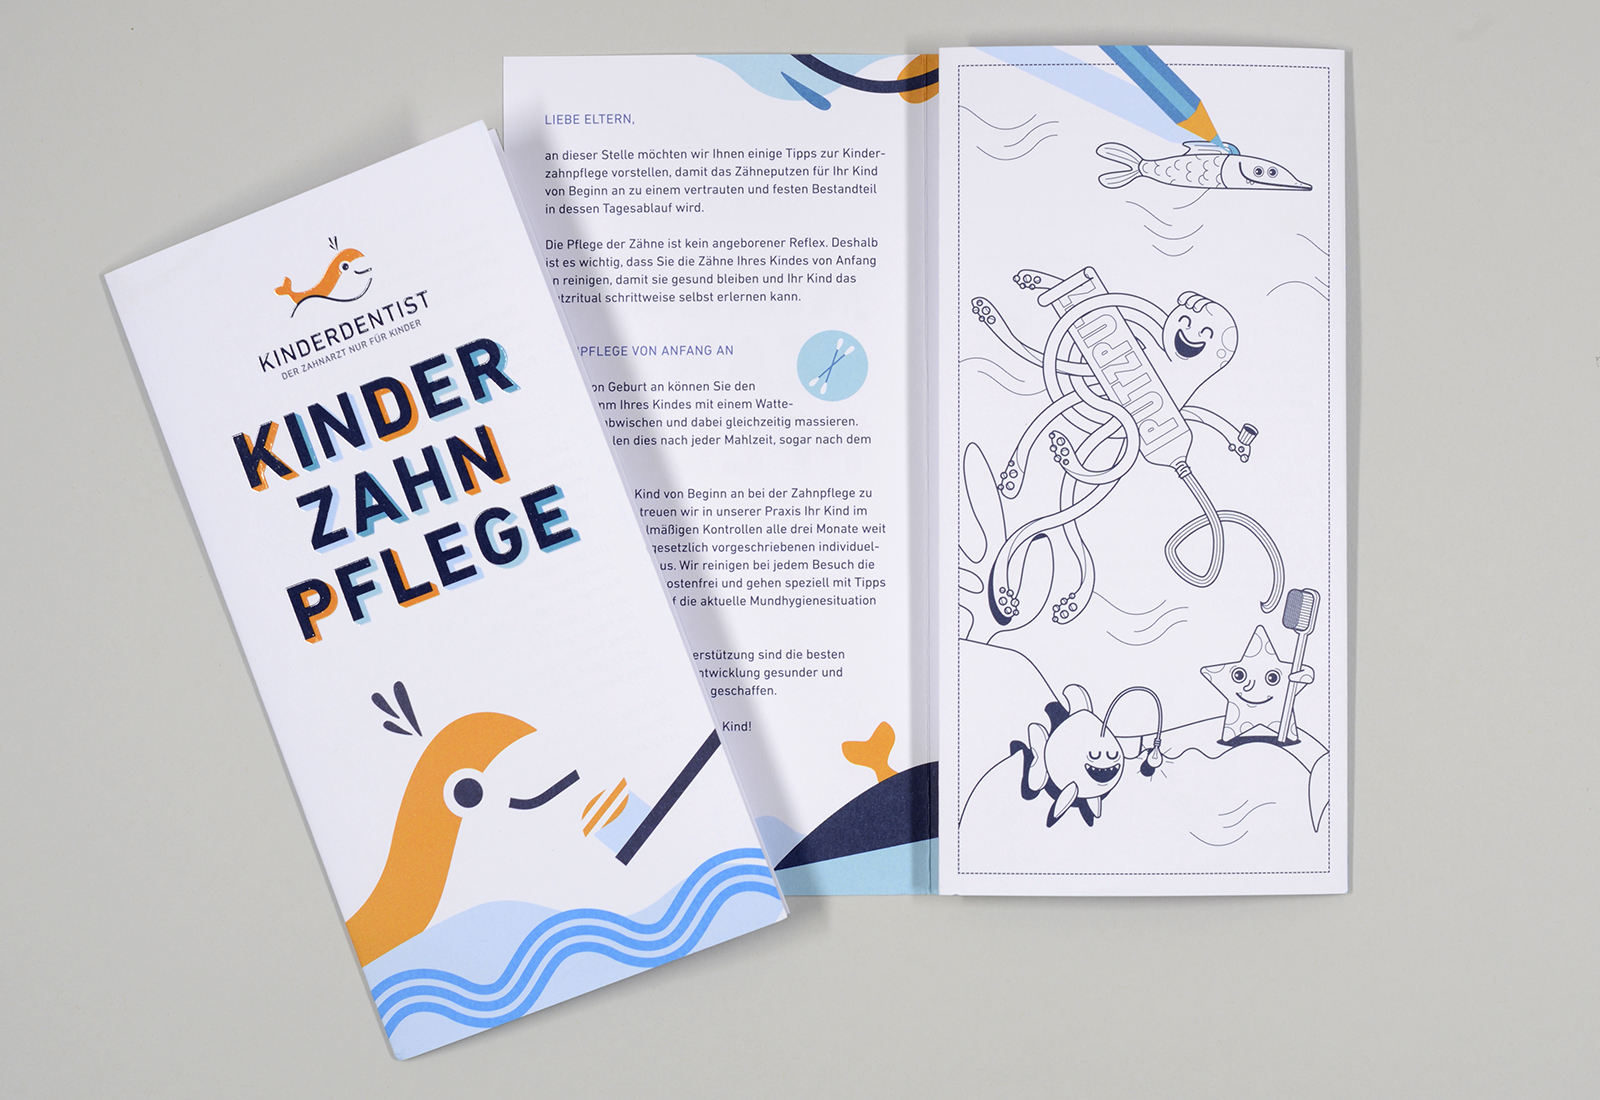 KINDERDENTIST
DER ZAHNARZT NUR FÜR KINDER
KINDER
ZAHN
PFLEGE
LIEBE ELTERN,
an dieser Stelle möchten wir Ihnen einige Tipps zur Kinder-
zahnpflege vorstellen, damit das Zähneputzen für Ihr Kind
von Beginn an zu einem vertrauten und festen Bestandteil
in dessen Tagesablauf wird.
Die Pflege der Zähne ist kein angeborener Reflex. Deshalb
ist es wichtig, dass Sie die Zähne Ihres Kindes von Anfang
reinigen, damit sie gesund bleiben und Ihr Kind das
schrittweise selbst erlernen kann.
PFLEGE VON ANFANG AN
Geburt an können Sie den
Ihres Kindes mit einem Watte-
und dabei gleichzeitig massieren.
dies nach jeder Mahlzeit, sogar nach dem
Kind von Beginn an bei der Zahnpflege zu
treuen wir in unserer Praxis Ihr Kind im
lmäßigen Kontrollen alle drei Monate weit
gesetzlich vorgeschriebenen individuel-
us. Wir reinigen bei jedem Besuch die
ostenfrei und gehen speziell mit Tipps
f die aktuelle Mundhygienesituation
erstützung sind die besten
ntwicklung gesunder und
geschaffen.
Kind!